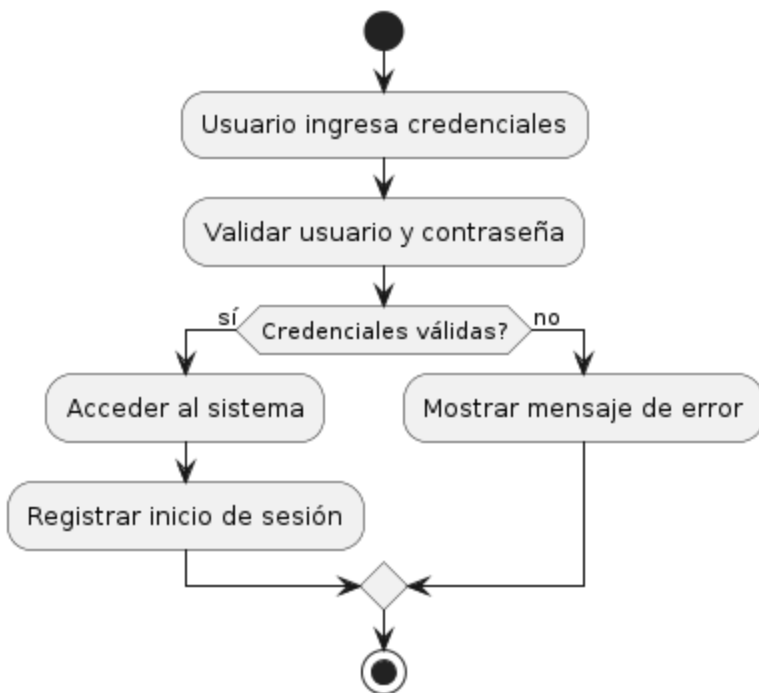 Usuario ingresa credenciales
Validar usuario y contraseña
sí
Credenciales válidas?
no
Acceder al sistema
Mostrar mensaje de error
Registrar inicio de sesión